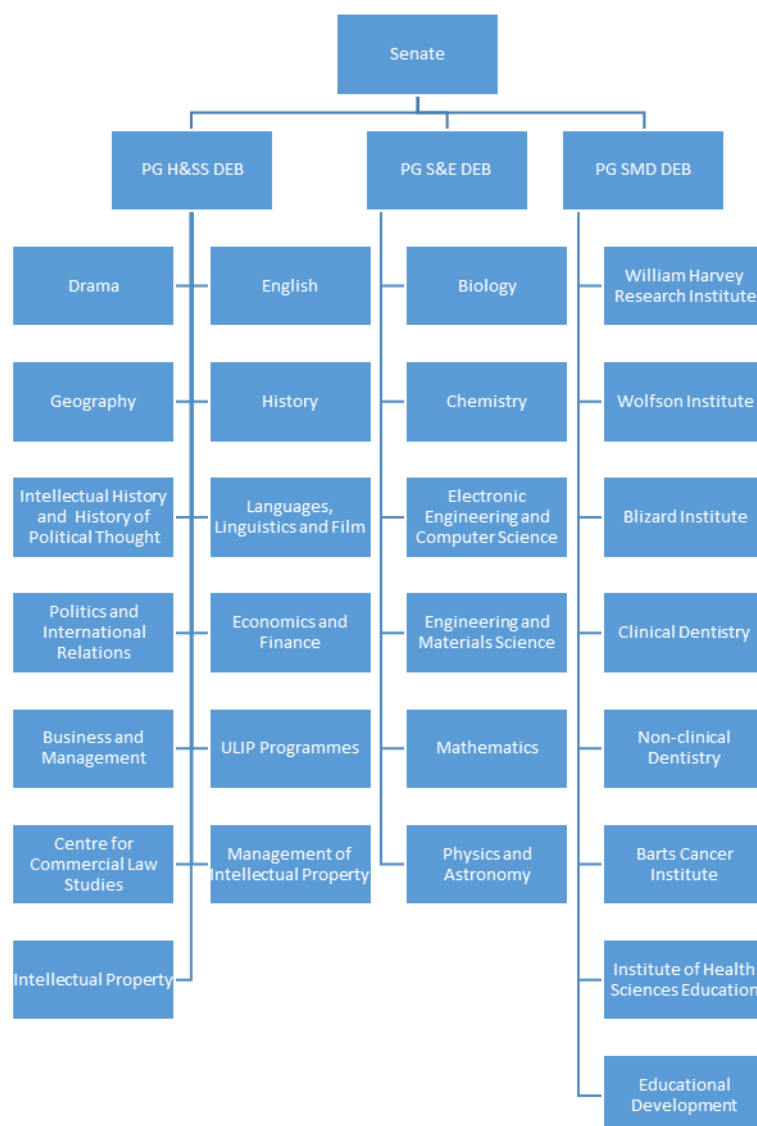 Senate
PG H&SS DEB
PG S&E DEB
PG SMD DEB
Drama
English
Biology
William Harvey
Research Institute
Geography
History
Chemistry
Wolfson Institute
Intellectual History
and History of
Political Thought
Languages,
Linguistics and Film
Electronic
Engineering and
Computer Science
Blizard Institute
Politics and
International
Relations
Economics and
Finance
Engineering and
Materials Science
Clinical Dentistry
Business and
Management
ULIP Programmes
Mathematics
Non-clinical
Dentistry
Centre for
Commercial Law
Studies
Management of
Intellectual Property
Physics and
Astronomy
Barts Cancer
Institute
Intellectual Property
Institute of Health
Sciences Education
Educational
Development